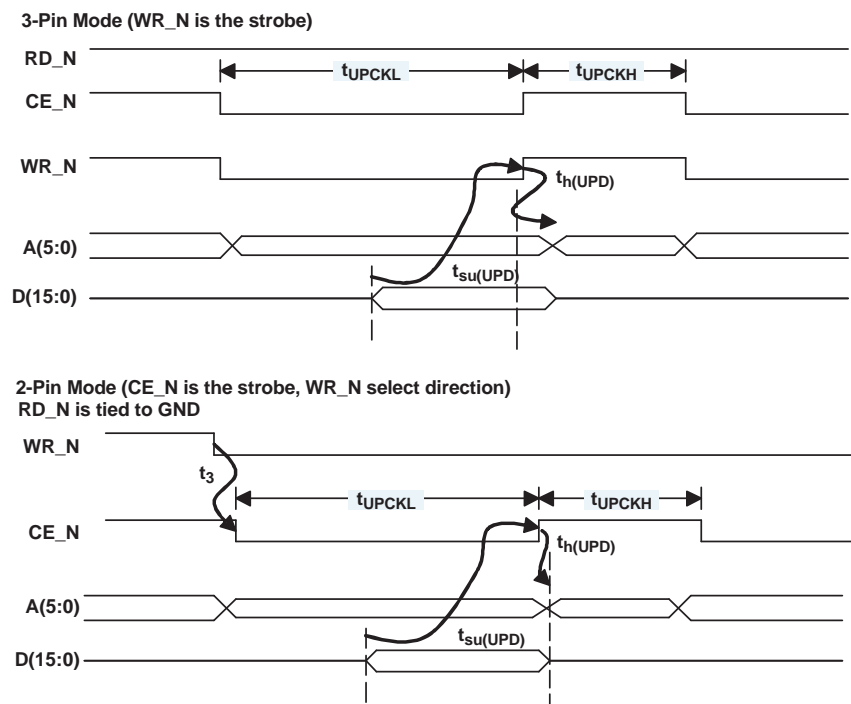 3-Pin Mode (WR_N is the strobe)
RD_N
tUPCKL
tUPCKH
CE_N
WR_N
th(UPD)
A(5:0)
tsu(UPD)
D(15:0)
2-Pin Mode (CE_N is the strobe, WR_N select direction)
RD_N is tied to GND
WR_N
t3
tUPCKL
tUPCKH
CE_N
th(UPD)
A(5:0)
tsu(UPD)
D(15:0)